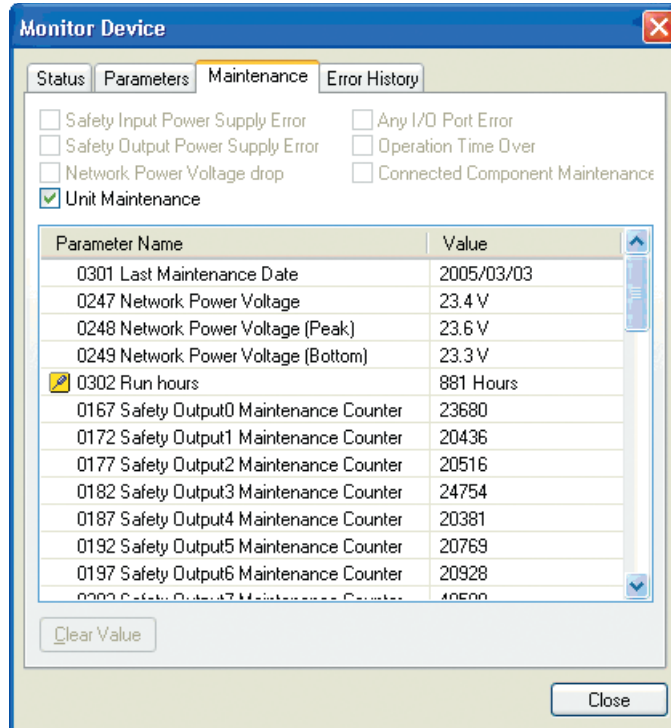 Monitor Device
Status Parameters Maintenance Error History
Safety Input Power Supply Error Any I/O Port Error
Safety Output Power Supply Error Operation Time Over
Network Power Voltage drop Connected Component Maintenance
Unit Maintenance
Parameter Name Value
0301 Last Maintenance Date 2005/03/03
0247 Network Power Voltage 23.4 V
0248 Network Power Voltage (Peak) 23.6 V
0249 Network Power Voltage (Bottom) 23.3 V
0302 Run hours 881 Hours
0167 Safety Output0 Maintenance Counter 23680
0172 Safety Output1 Maintenance Counter 20436
0177 Safety Output2 Maintenance Counter 20516
0182 Safety Output3 Maintenance Counter 24754
0187 Safety Output4 Maintenance Counter 20381
0192 Safety Output5 Maintenance Counter 20769
0197 Safety Output6 Maintenance Counter 20928
Safety Output7 Maintenance Counter
Clear Value
Close